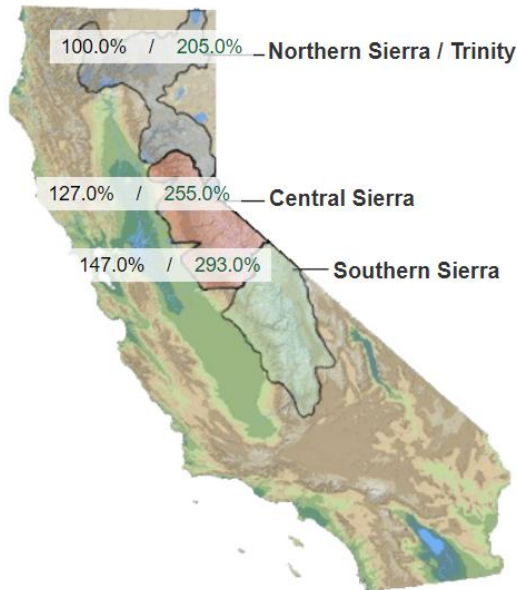 100.0% / 205.0% Northern Sierra / Trinity
127.0% / 255.0% Central Sierra
147.0% / 293.0% Southern Sierra